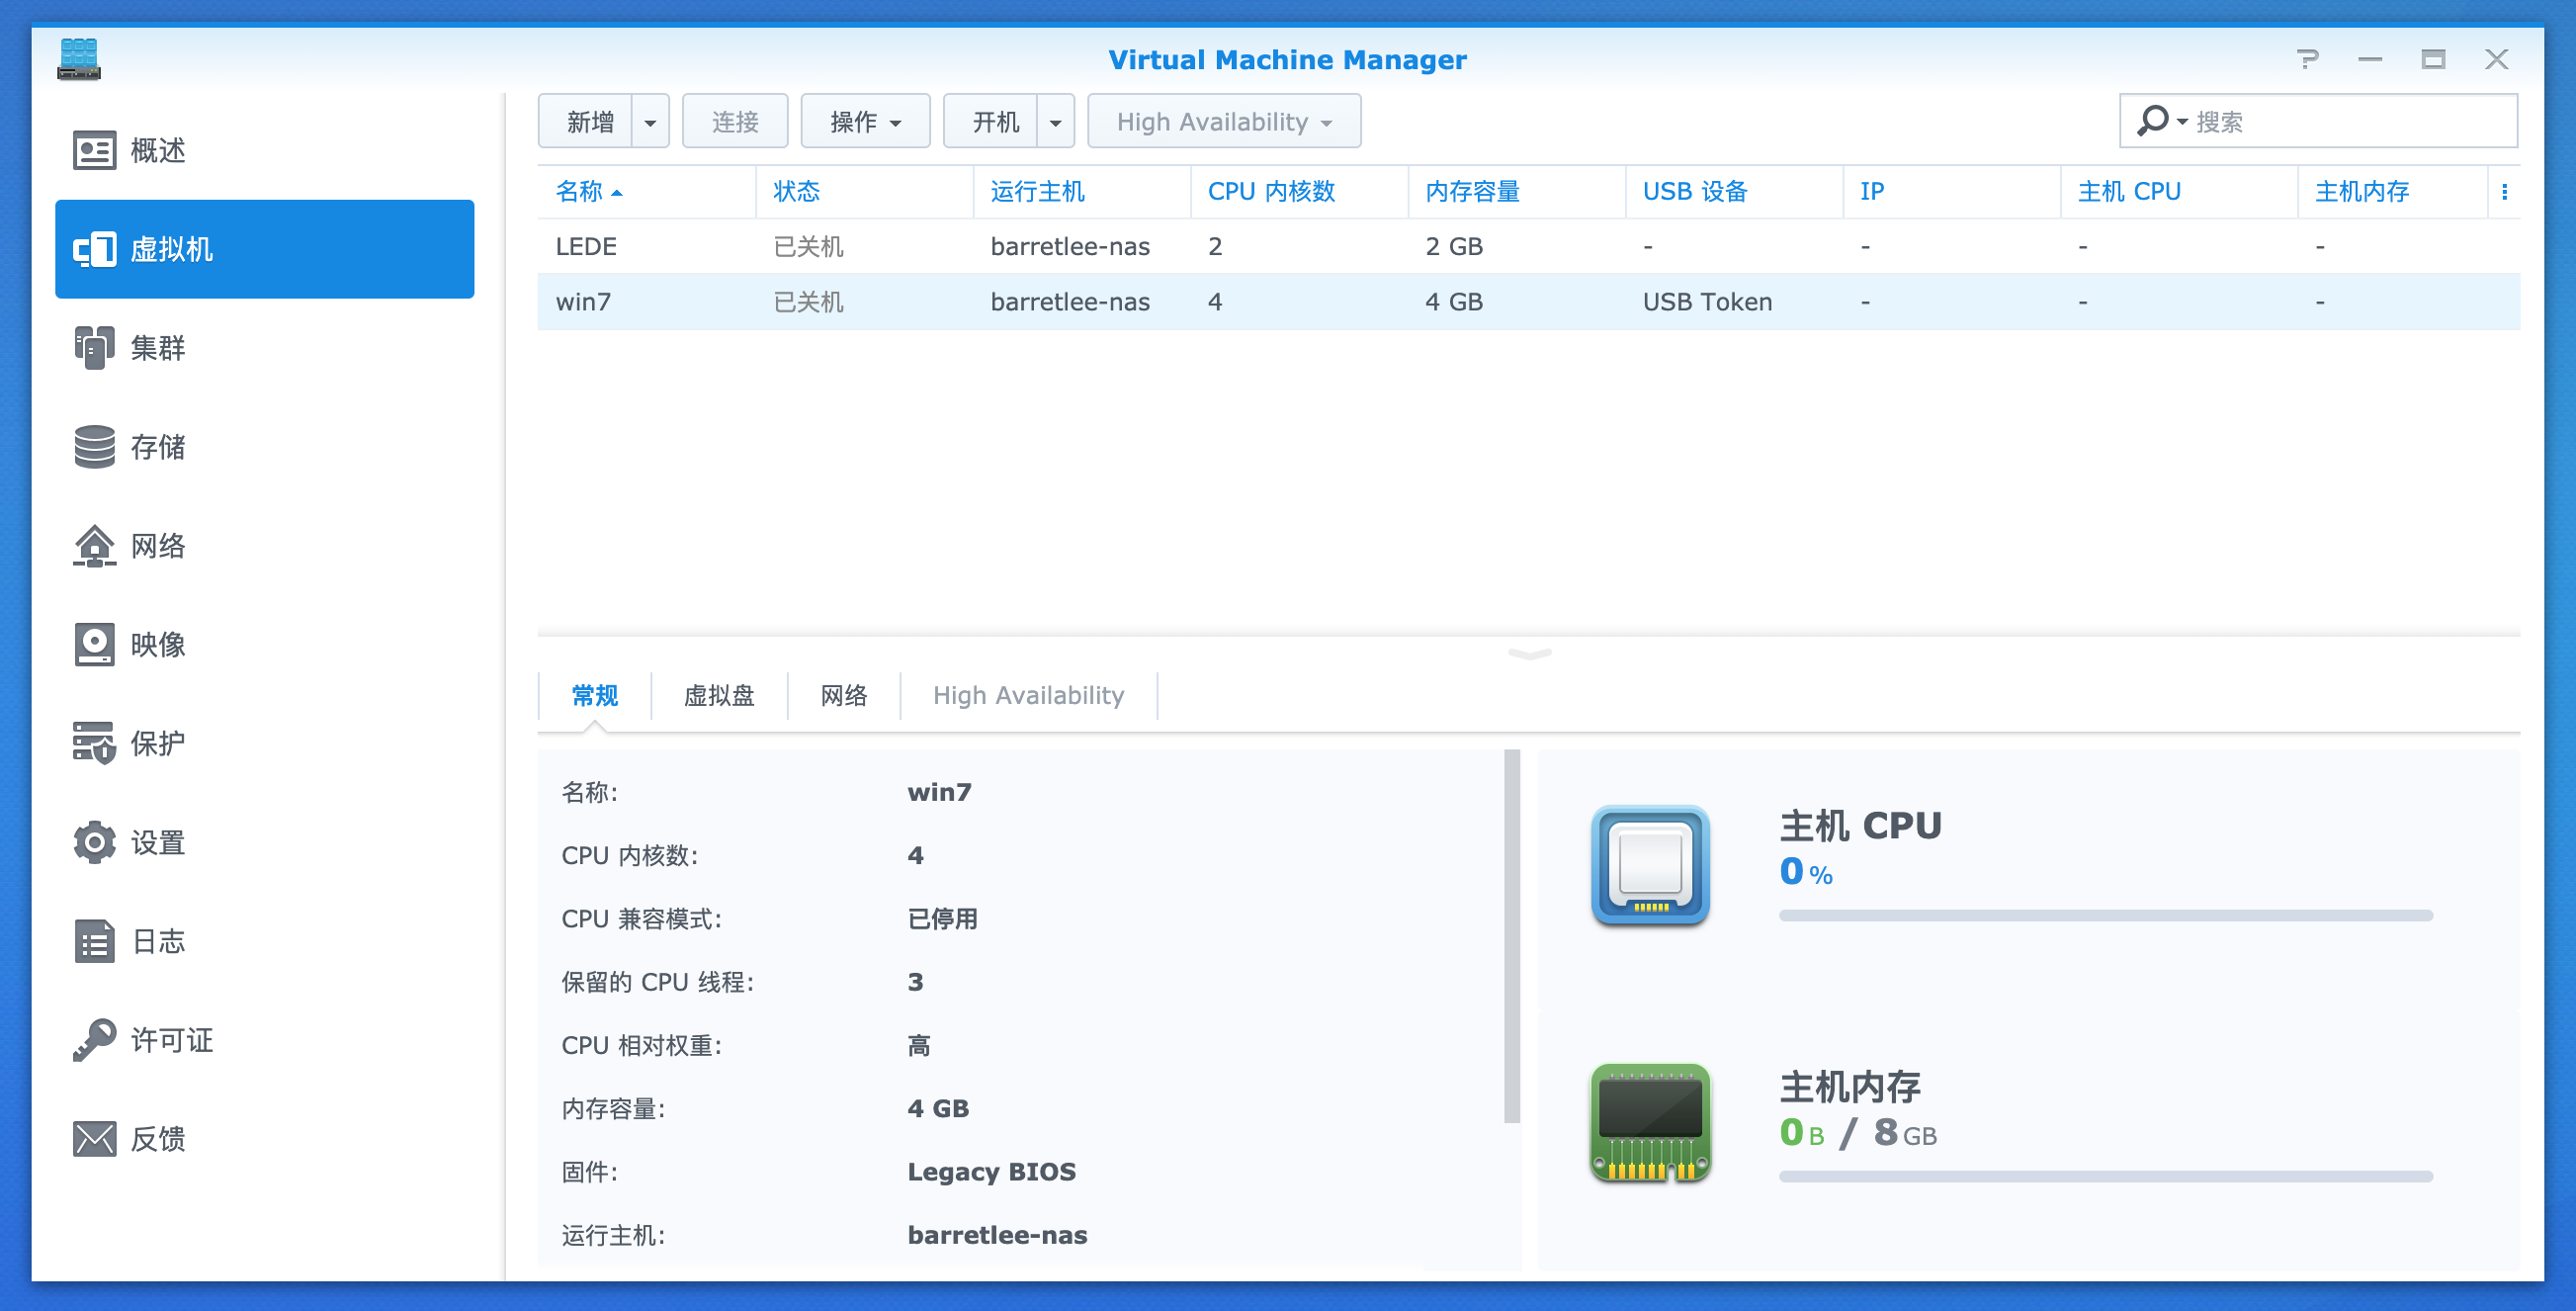 Virtual Machine Manager
概述
虚拟机
集群
存储
网络
映像
保护
设置
日志
许可证
反馈
新增 连接 操作 开机 High Availability 搜索
名称 状态 运行主机 CPU 内核数 内存容量 USB 设备 IP 主机 CPU 主机内存
LEDE 已关机 barretlee-nas 2 2 GB - - - -
win7 已关机 barretlee-nas 4 4 GB USB Token - - -
常规 虚拟盘 网络 High Availability
名称: win7
CPU 内核数: 4
CPU 兼容模式: 已停用
保留的 CPU 线程: 3
CPU 相对权重: 高
内存容量: 4 GB
固件: Legacy BIOS
运行主机: barretlee-nas
主机 CPU
0 %
主机内存
0 B / 8 GB